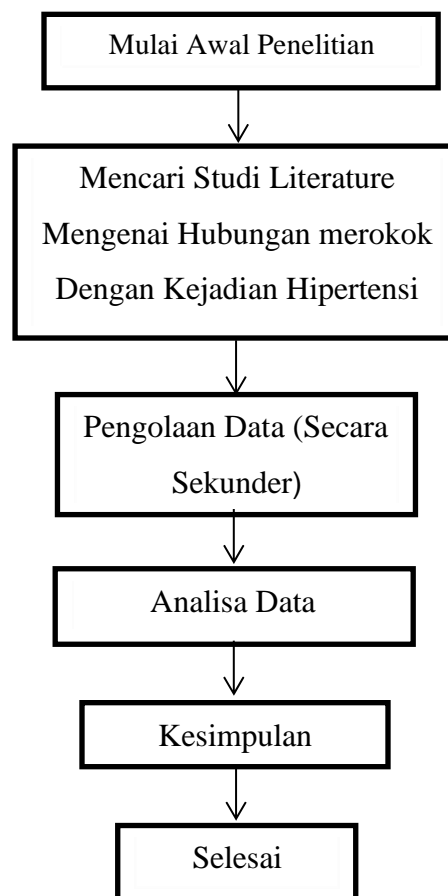 Mulai Awal Penelitian
Mencari Studi Literature
Mengenai Hubungan merokok
Dengan Kejadian Hipertensi
Pengolaan Data (Secara
Sekunder)
Analisa Data
Kesimpulan
Selesai